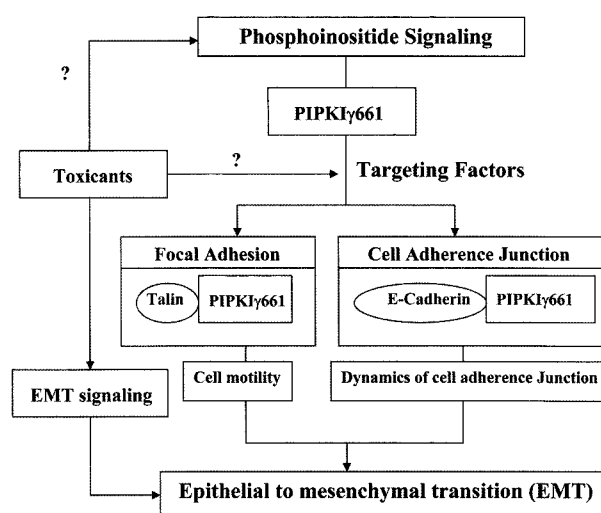 Phosphoinositide Signaling
?
PIPKIγ661
?
Toxicants
Targeting Factors
Focal Adhesion
Cell Adherence Junction
Talin
PIPKIγ661
E-Cadherin
PIPKIγ661
Cell motility
Dynamics of cell adherence Junction
EMT signaling
Epithelial to mesenchymal transition (EMT)